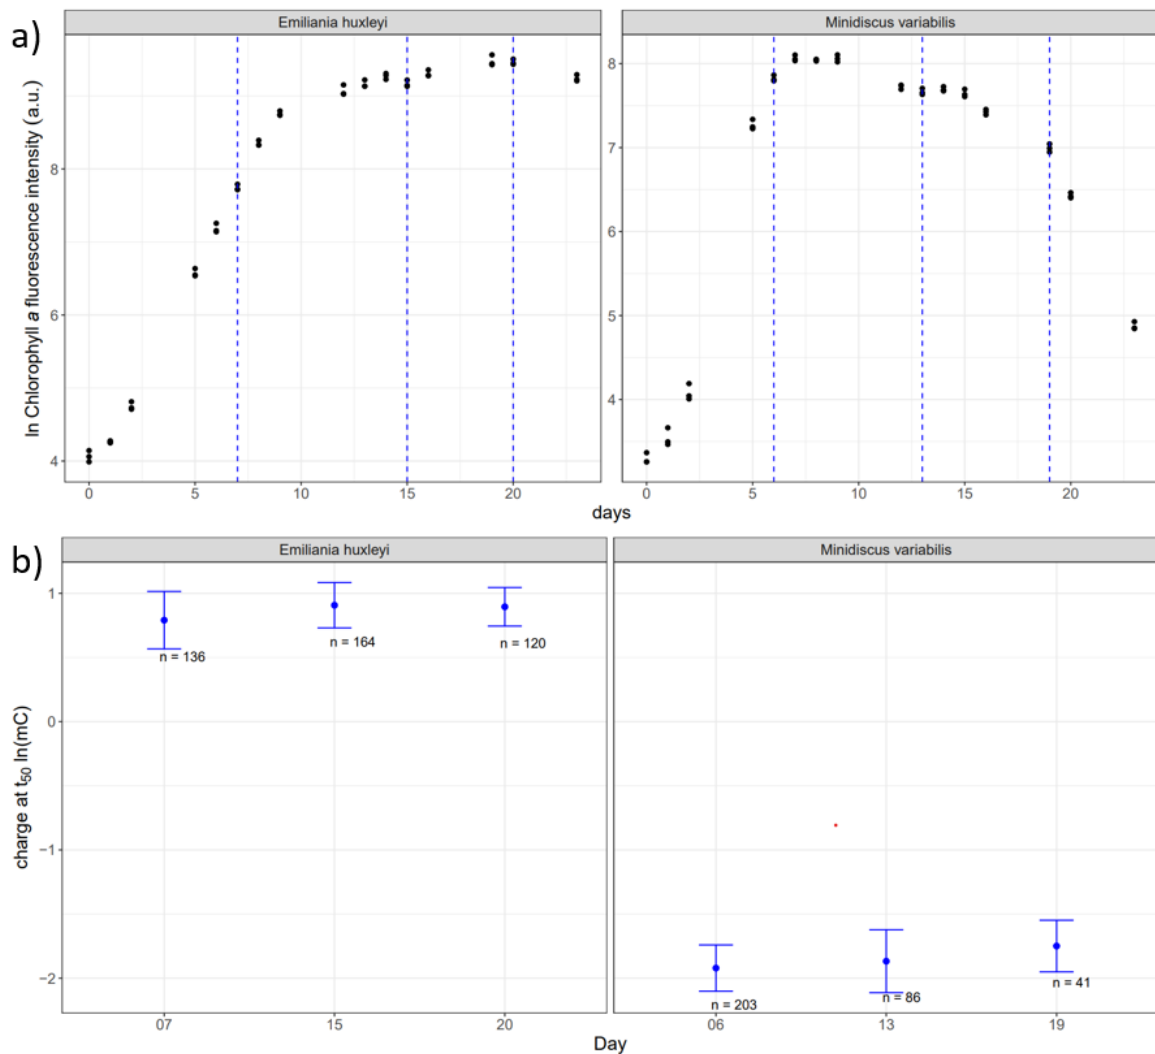 a)
Emiliania huxleyi
Minidiscus variabilis
ln Chlorophyll a fluorescence intensity (a.u.)
8
6
4
8
7
6
5
4
0 5 10 15 20
0 5 10 15 20
days
b)
Emiliania huxleyi
Minidiscus variabilis
charge at t50 ln(mC)
1
0
−1
−2
n = 136
n = 164
n = 120
n = 203
n = 86
n = 41
07 15 20
06 13 19
Day